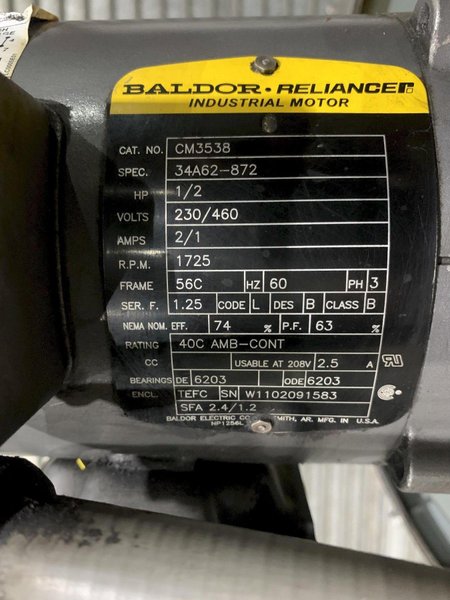 BALDOR • RELIANCE
INDUSTRIAL MOTOR
CAT. NO. CM3538
SPEC. 34A62-872
HP 1/2
VOLTS 230/460
AMPS 2/1
R.P.M. 1725
FRAME 56C HZ 60 PH 3
SER. F. 1.25 CODE L DES B CLASS B
NEMA NOM. EFF. 74 % P.F. 63 %
RATING 40C AMB-CONT
CC USABLE AT 208V 2.5 A
BEARINGS DE 6203 ODE 6203
ENCL. TEFC SN W1102091583
SFA 2.4/1.2
BALDOR ELECTRIC SMITH, AR. MFG. IN U.S.A.
NP1256L